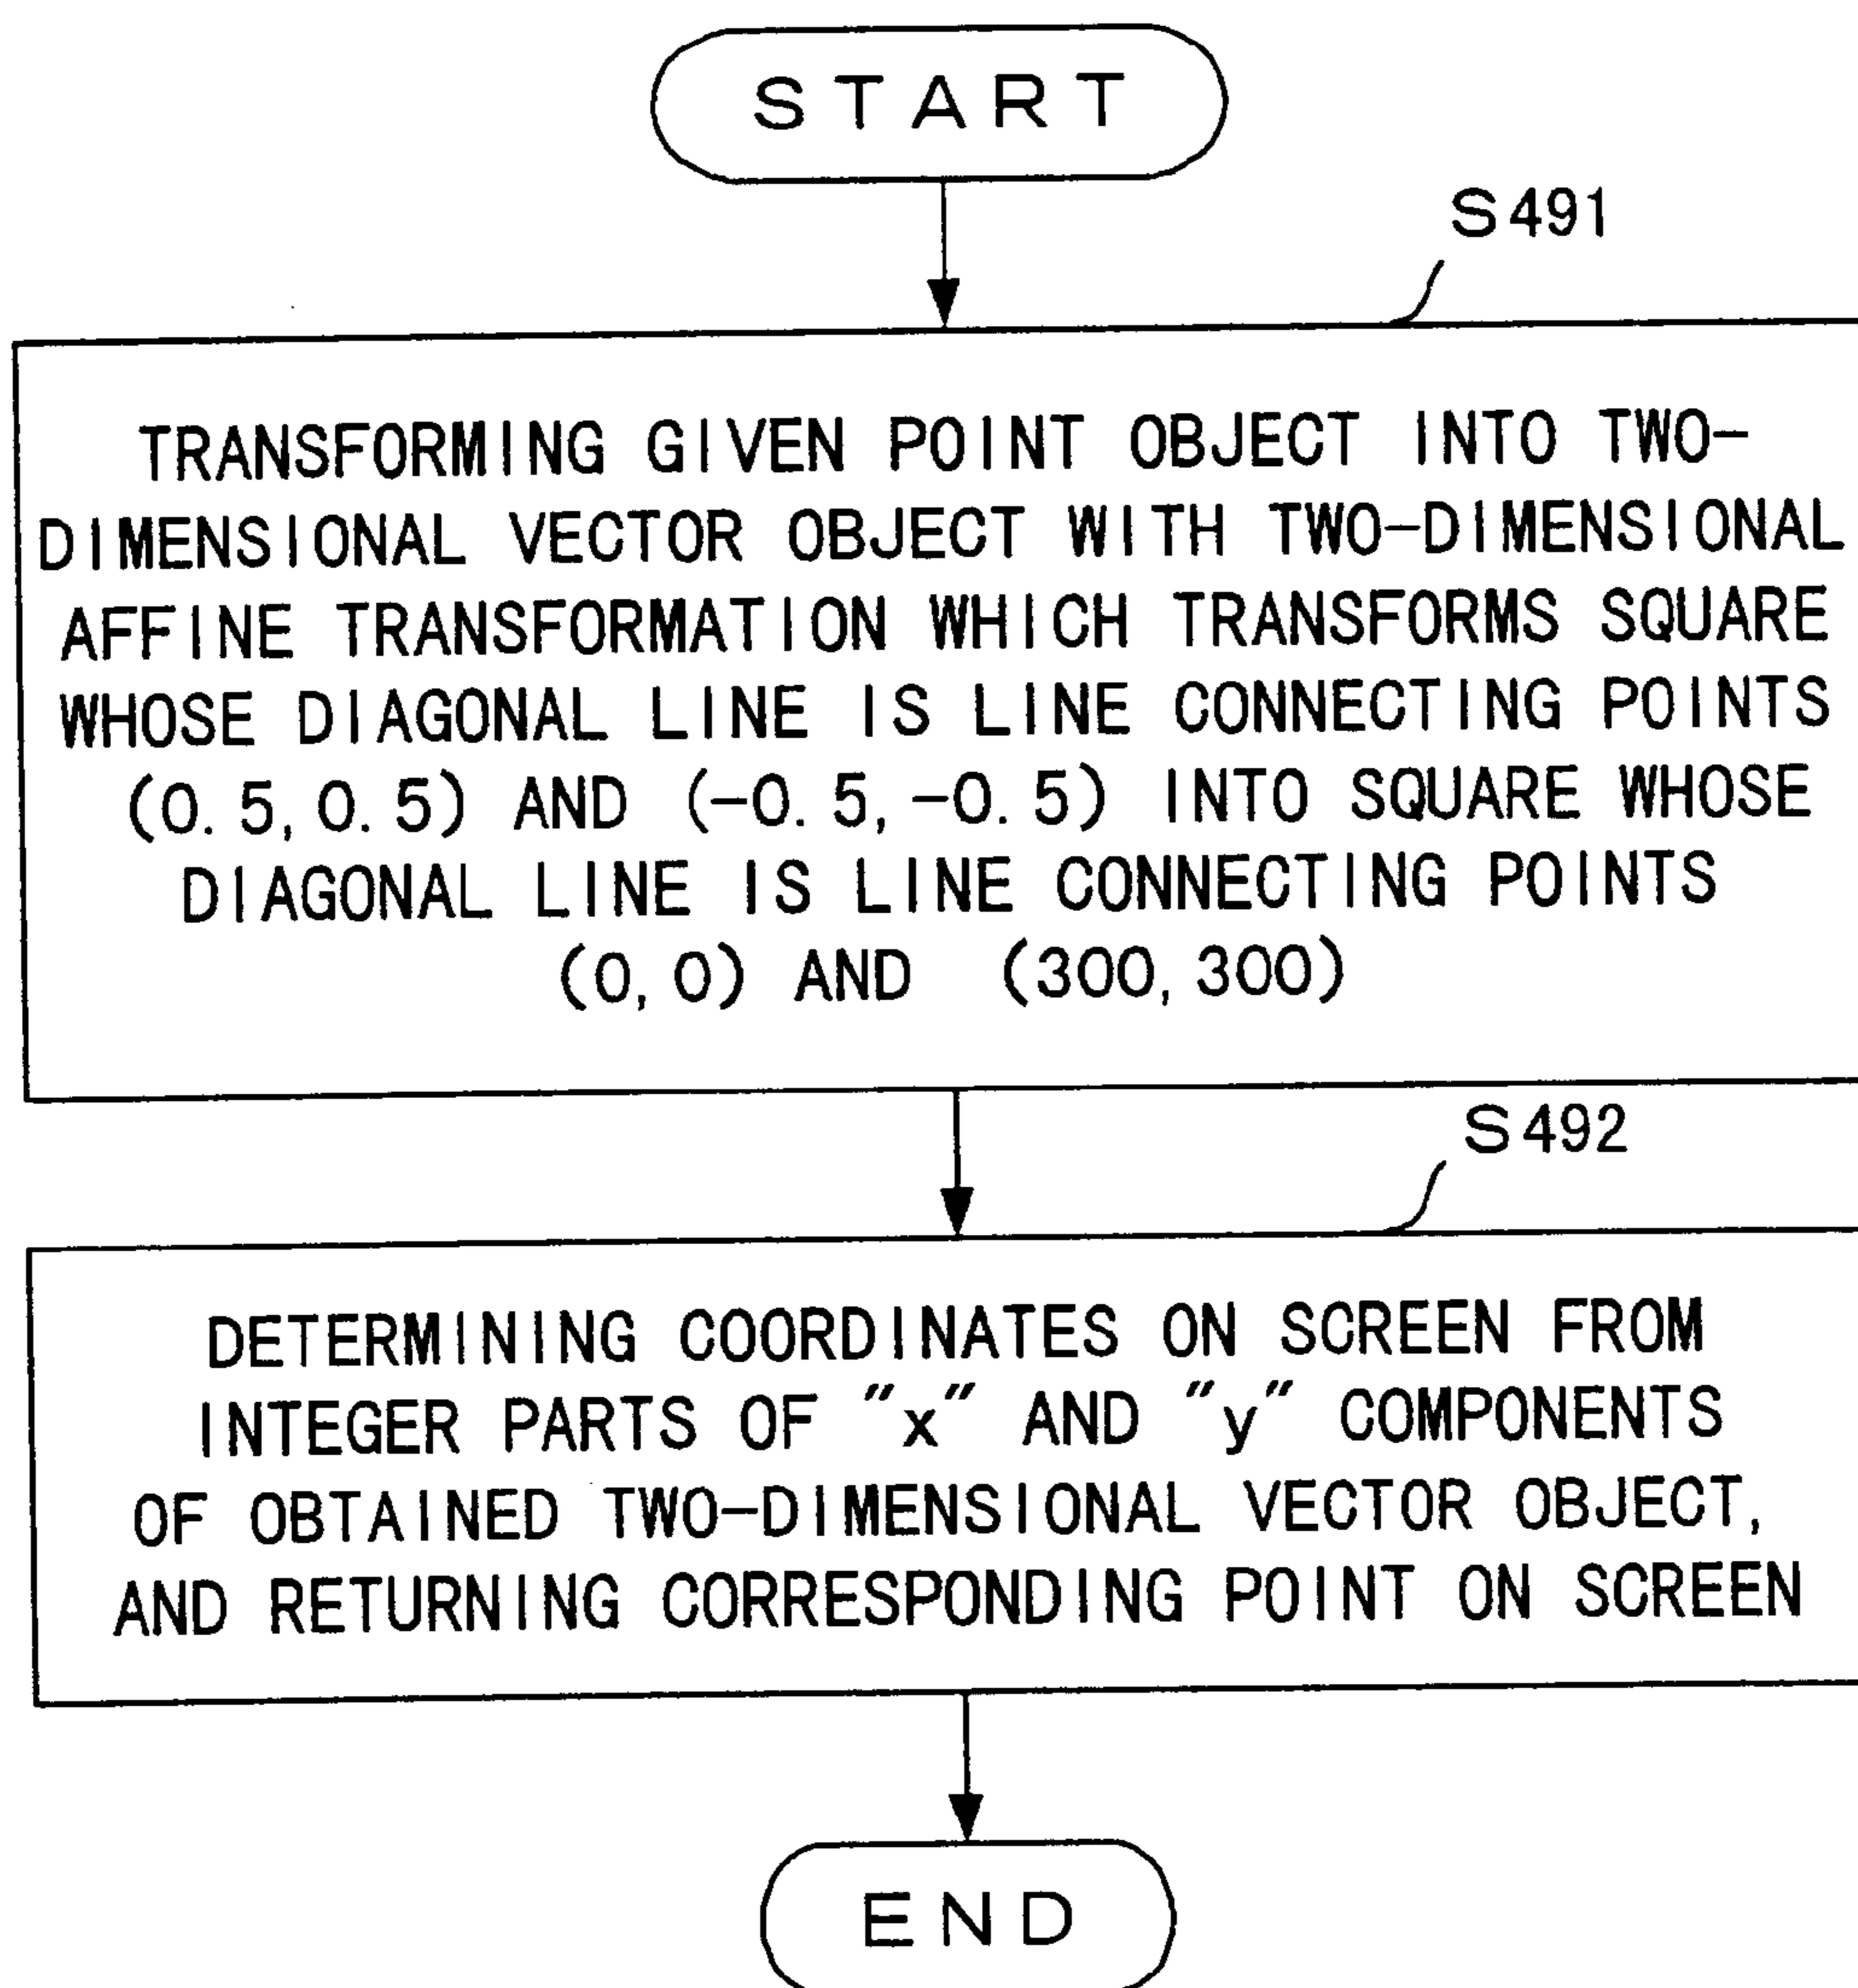 START
S491
TRANSFORMING GIVEN POINT OBJECT INTO TWO-
DIMENSIONAL VECTOR OBJECT WITH TWO-DIMENSIONAL
AFFINE TRANSFORMATION WHICH TRANSFORMS SQUARE
WHOSE DIAGONAL LINE IS LINE CONNECTING POINTS
(0.5, 0.5) AND (-0.5, -0.5) INTO SQUARE WHOSE
DIAGONAL LINE IS LINE CONNECTING POINTS
(0, 0) AND (300, 300)
S492
DETERMINING COORDINATES ON SCREEN FROM
INTEGER PARTS OF "x" AND "y" COMPONENTS
OF OBTAINED TWO-DIMENSIONAL VECTOR OBJECT,
AND RETURNING CORRESPONDING POINT ON SCREEN
END